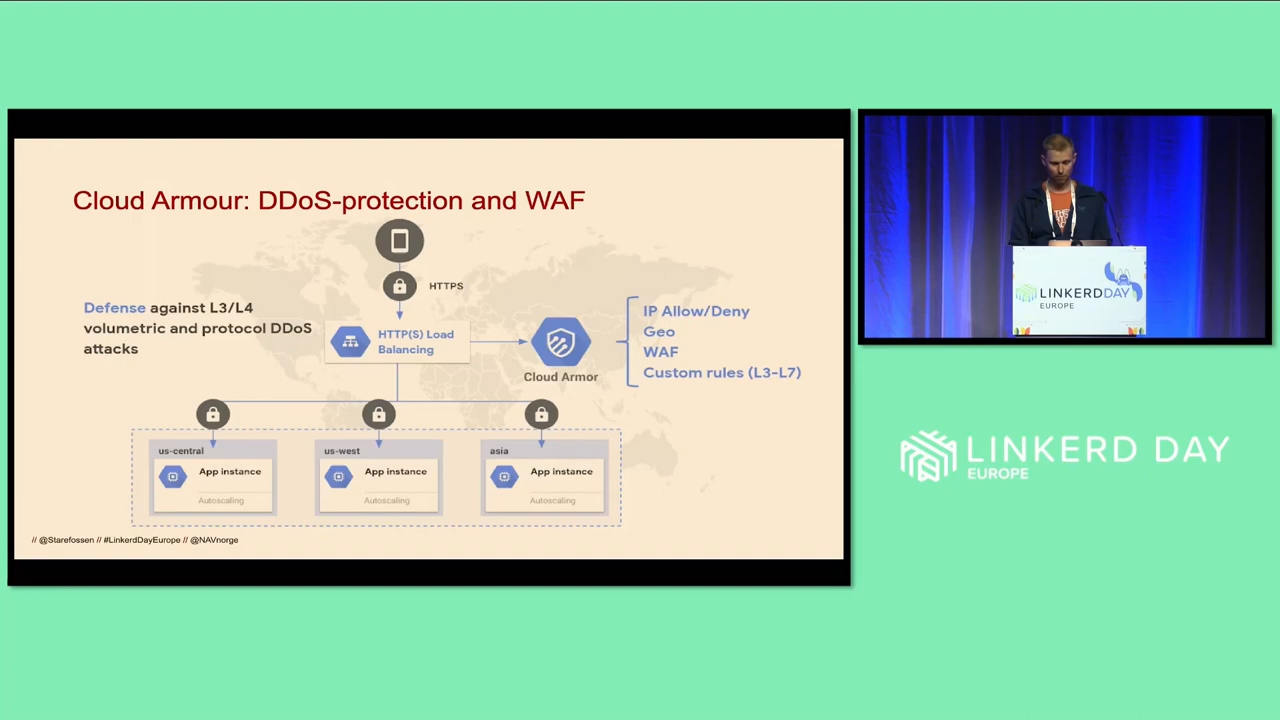 Cloud Armour: DDoS-protection and WAF
HTTPS
Defense against L3/L4
volumetric and protocol DDoS
attacks
HTTP(S) Load
Balancing
Cloud Armor
IP Allow/Deny
Geo
WAF
Custom rules (L3-L7)
us-central
App instance
Autoscaling
us-west
App instance
Autoscaling
asia
App instance
Autoscaling
// @Starefossen // #LinkerdDayEurope // @NAVnorge
LINKERDDAY
EUROPE
LINKERD DAY
EUROPE